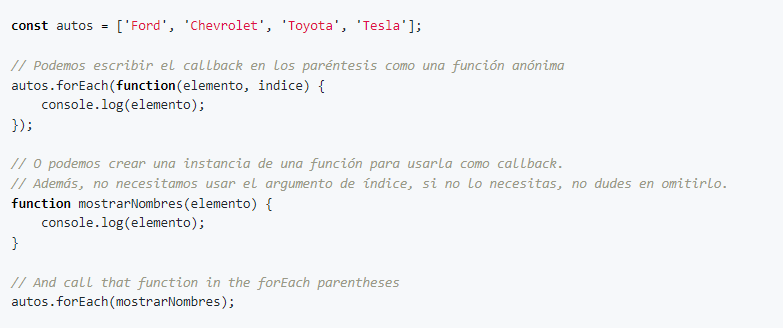 const autos = ['Ford', 'Chevrolet', 'Toyota', 'Tesla'];
// Podemos escribir el callback en los paréntesis como una función anónima
autos.forEach(function(elemento, indice) {
    console.log(elemento);
});
// O podemos crear una instancia de una función para usarla como callback.
// Además, no necesitamos usar el argumento de índice, si no lo necesitas, no dudes en omitirlo.
function mostrarNombres(elemento) {
    console.log(elemento);
}
// And call that function in the forEach parentheses
autos.forEach(mostrarNombres);